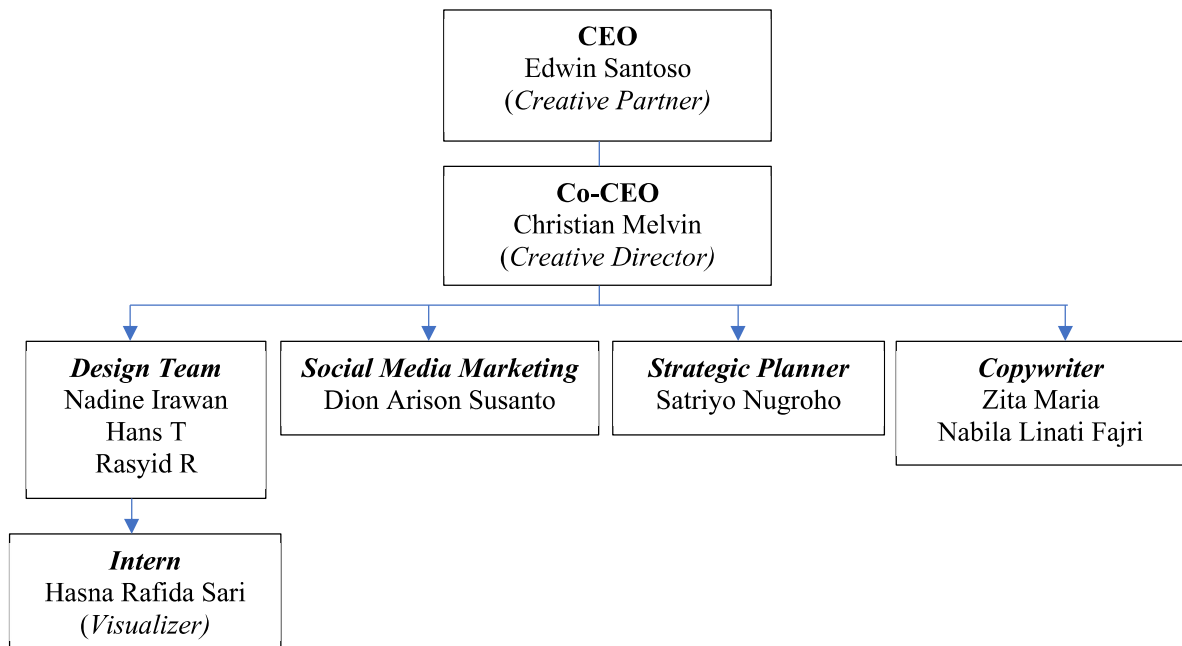 CEO
Edwin Santoso
(Creative Partner)
Co-CEO
Christian Melvin
(Creative Director)
Design Team
Nadine Irawan
Hans T
Rasyid R
Social Media Marketing
Dion Arison Susanto
Strategic Planner
Satriyo Nugroho
Copywriter
Zita Maria
Nabila Linati Fajri
Intern
Hasna Rafida Sari
(Visualizer)